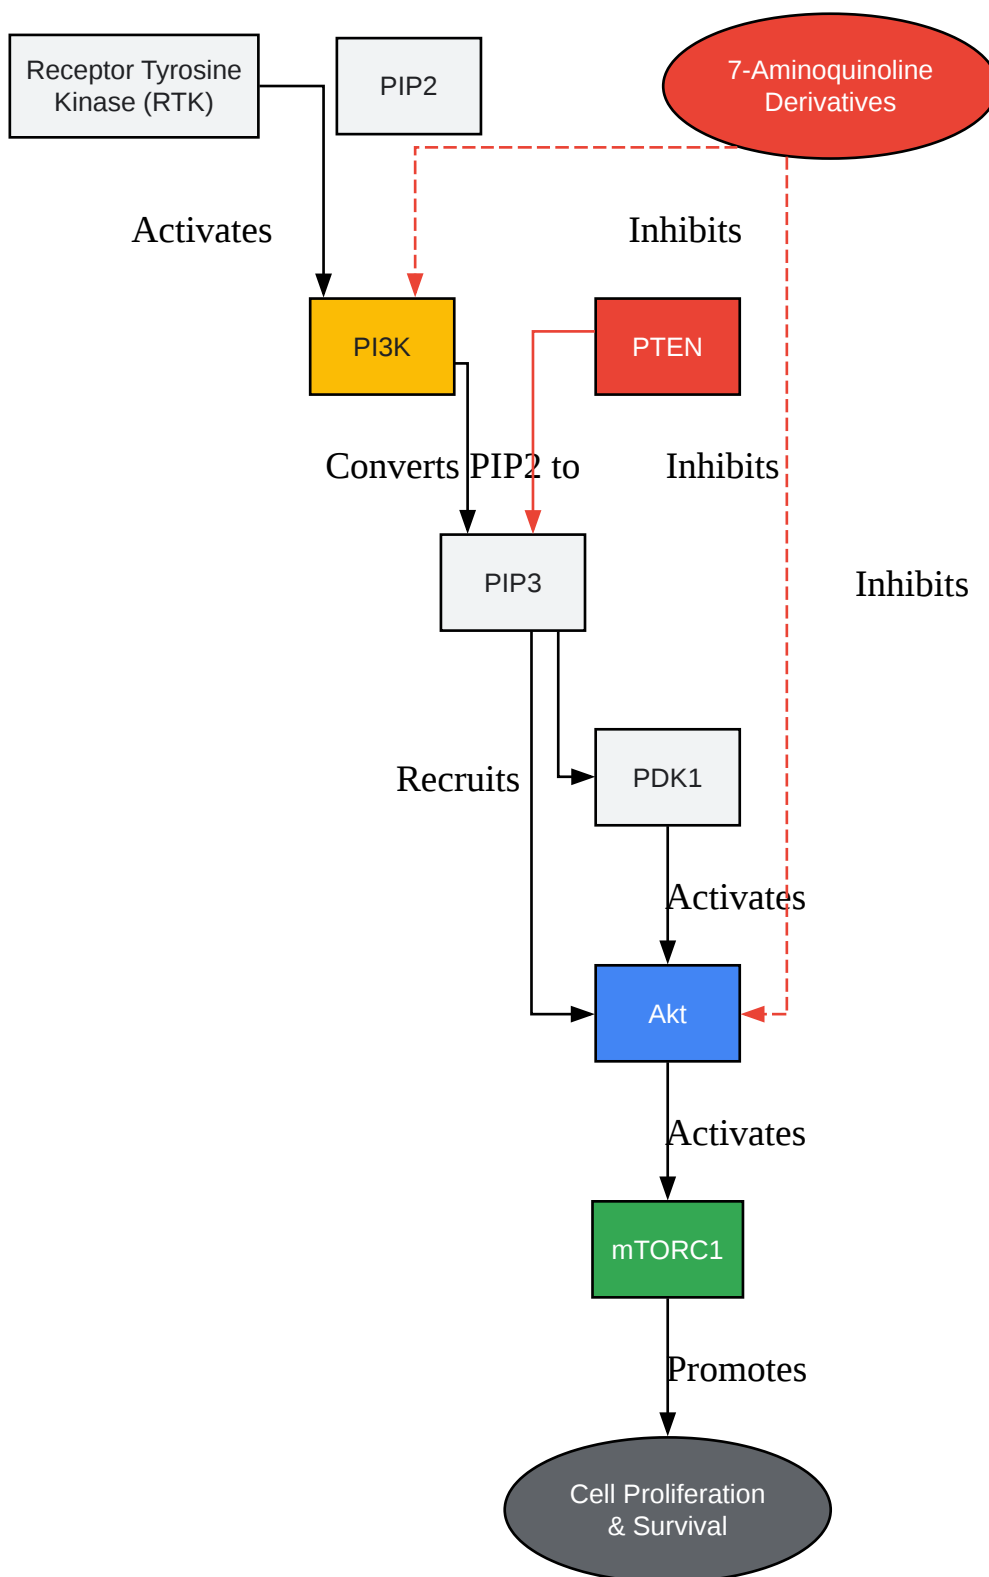 Receptor Tyrosine
Kinase (RTK)
PIP2
7-Aminoquinoline
Derivatives
Activates
Inhibits
PI3K
PTEN
Converts PIP2 to
Inhibits
PIP3
Inhibits
Recruits
PDK1
Activates
Akt
Activates
mTORC1
Promotes
Cell Proliferation
& Survival